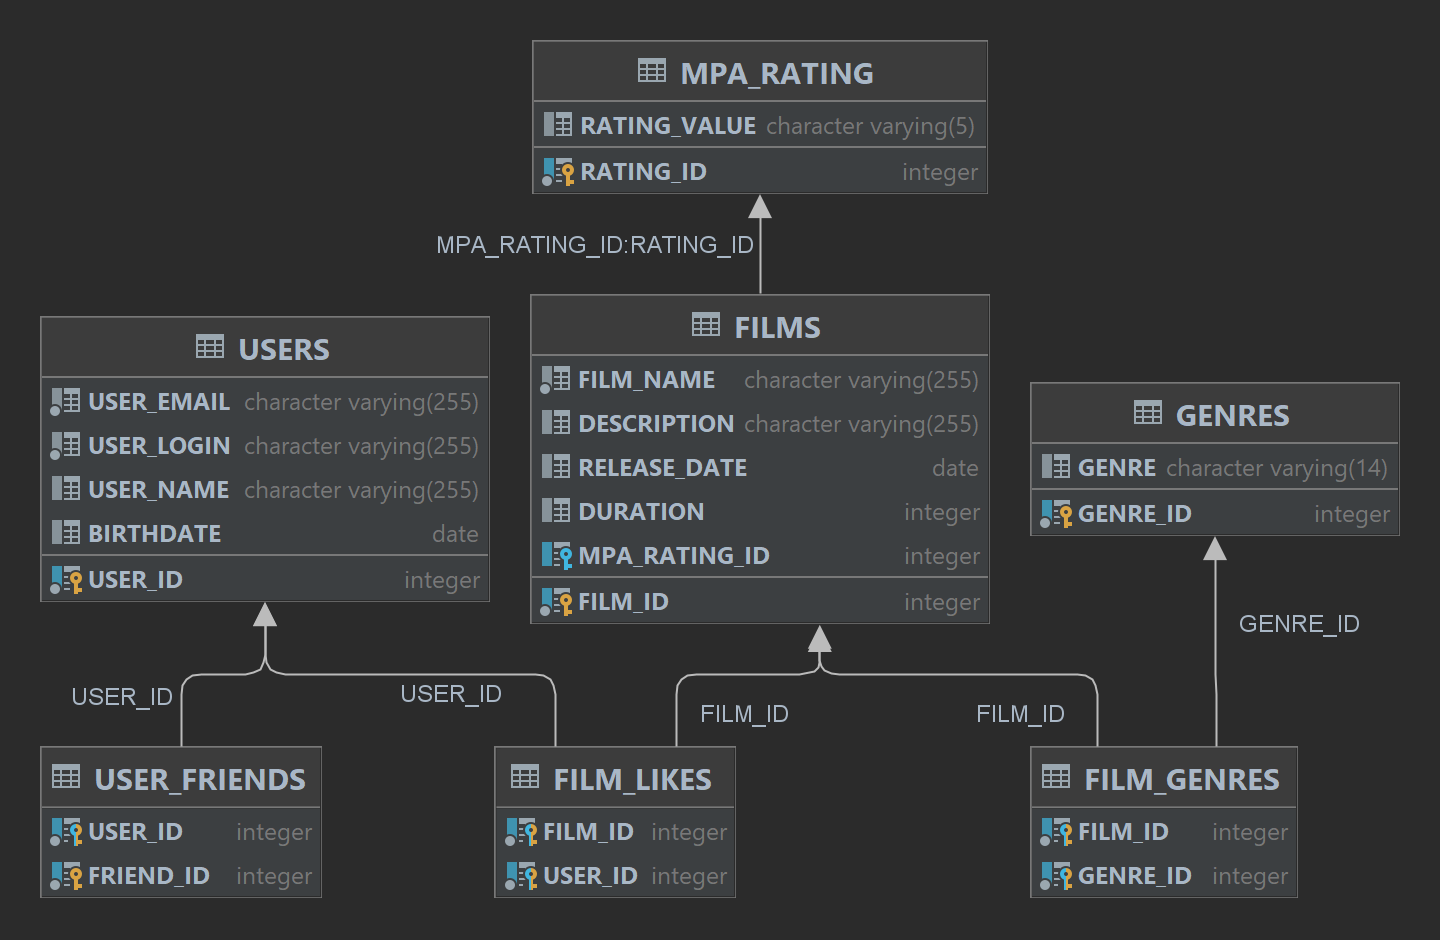 MPA_RATING
RATING_VALUE character varying(5)
RATING_ID integer
MPA_RATING_ID:RATING_ID
USERS
USER_EMAIL character varying(255)
USER_LOGIN character varying(255)
USER_NAME character varying(255)
BIRTHDATE date
USER_ID integer
FILMS
FILM_NAME character varying(255)
DESCRIPTION character varying(255)
RELEASE_DATE date
DURATION integer
MPA_RATING_ID integer
FILM_ID integer
GENRES
GENRE character varying(14)
GENRE_ID integer
USER_ID
USER_ID
FILM_ID
FILM_ID
GENRE_ID
USER_FRIENDS
USER_ID integer
FRIEND_ID integer
FILM_LIKES
FILM_ID integer
USER_ID integer
FILM_GENRES
FILM_ID integer
GENRE_ID integer